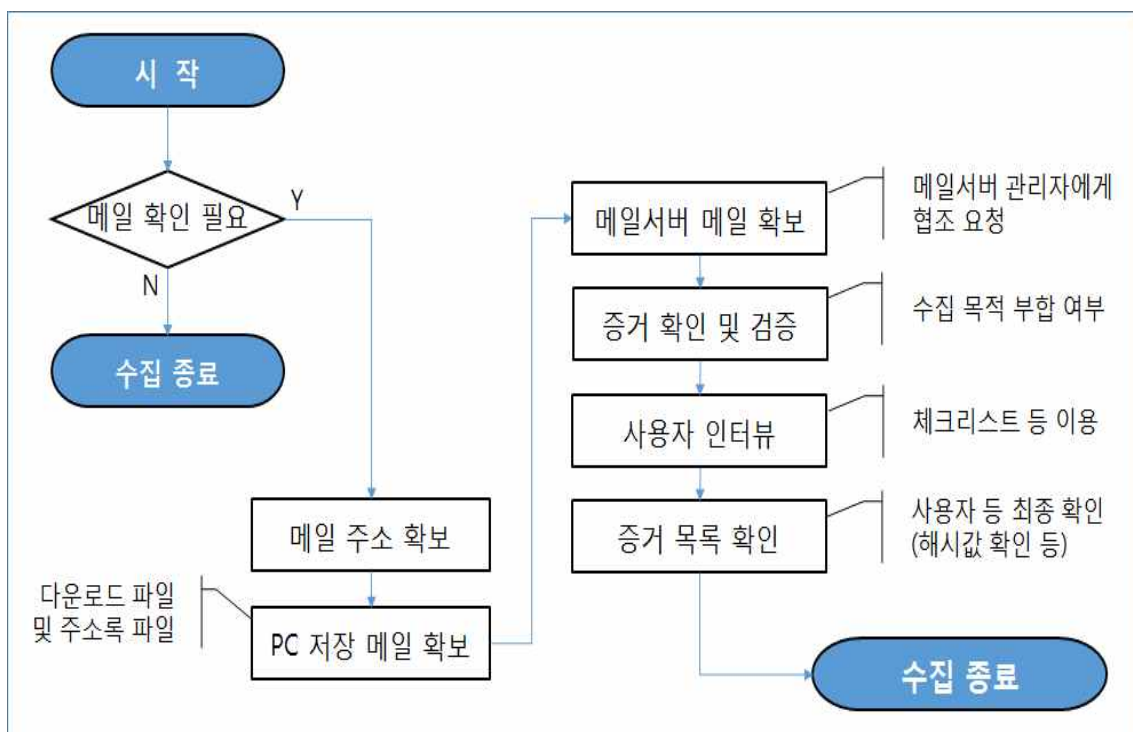 시 작
메일 확인 필요
Y
N
수집 종료
메일 주소 확보
다운로드 파일
및 주소록 파일
PC 저장 메일 확보
메일서버 메일 확보
메일서버 관리자에게
협조 요청
증거 확인 및 검증
수집 목적 부합 여부
사용자 인터뷰
체크리스트 등 이용
증거 목록 확인
사용자 등 최종 확인
(해시값 확인 등)
수집 종료